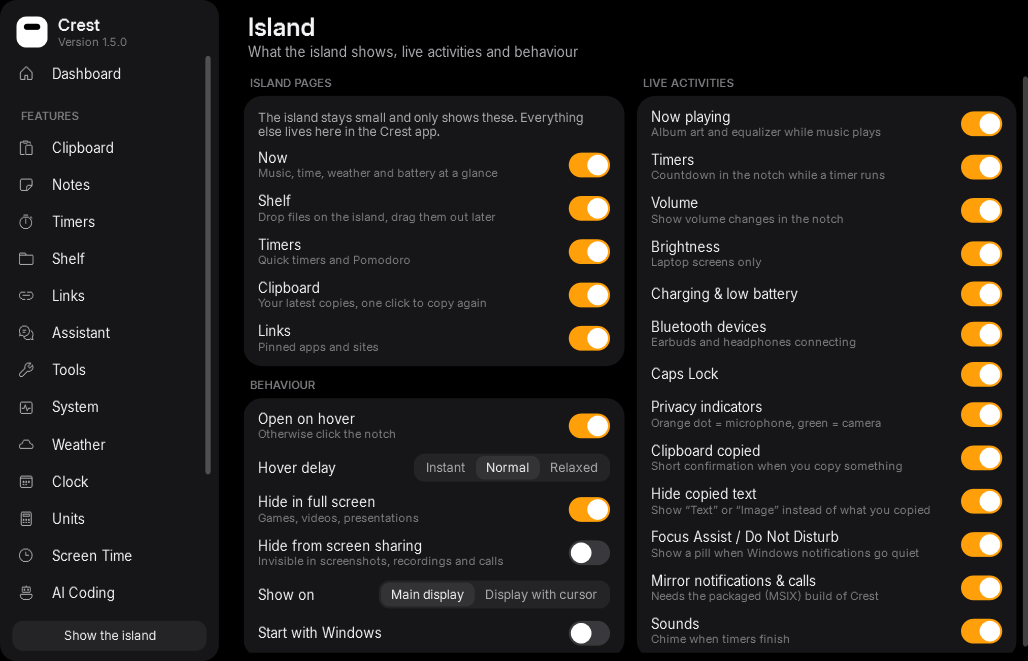 Crest
Version 1.5.0
Dashboard
FEATURES
Clipboard
Notes
Timers
Shelf
Links
Assistant
Tools
System
Weather
Clock
Units
Screen Time
AI Coding
Show the island
Island
What the island shows, live activities and behaviour
ISLAND PAGES
The island stays small and only shows these. Everything
else lives here in the Crest app.
Now
Music, time, weather and battery at a glance
Shelf
Drop files on the island, drag them out later
Timers
Quick timers and Pomodoro
Clipboard
Your latest copies, one click to copy again
Links
Pinned apps and sites
BEHAVIOUR
Open on hover
Otherwise click the notch
Hover delay Instant Normal Relaxed
Hide in full screen
Games, videos, presentations
Hide from screen sharing
Invisible in screenshots, recordings and calls
Show on Main display Display with cursor
Start with Windows
LIVE ACTIVITIES
Now playing
Album art and equalizer while music plays
Timers
Countdown in the notch while a timer runs
Volume
Show volume changes in the notch
Brightness
Laptop screens only
Charging & low battery
Bluetooth devices
Earbuds and headphones connecting
Caps Lock
Privacy indicators
Orange dot = microphone, green = camera
Clipboard copied
Short confirmation when you copy something
Hide copied text
Show “Text” or “Image” instead of what you copied
Focus Assist / Do Not Disturb
Show a pill when Windows notifications go quiet
Mirror notifications & calls
Needs the packaged (MSIX) build of Crest
Sounds
Chime when timers finish